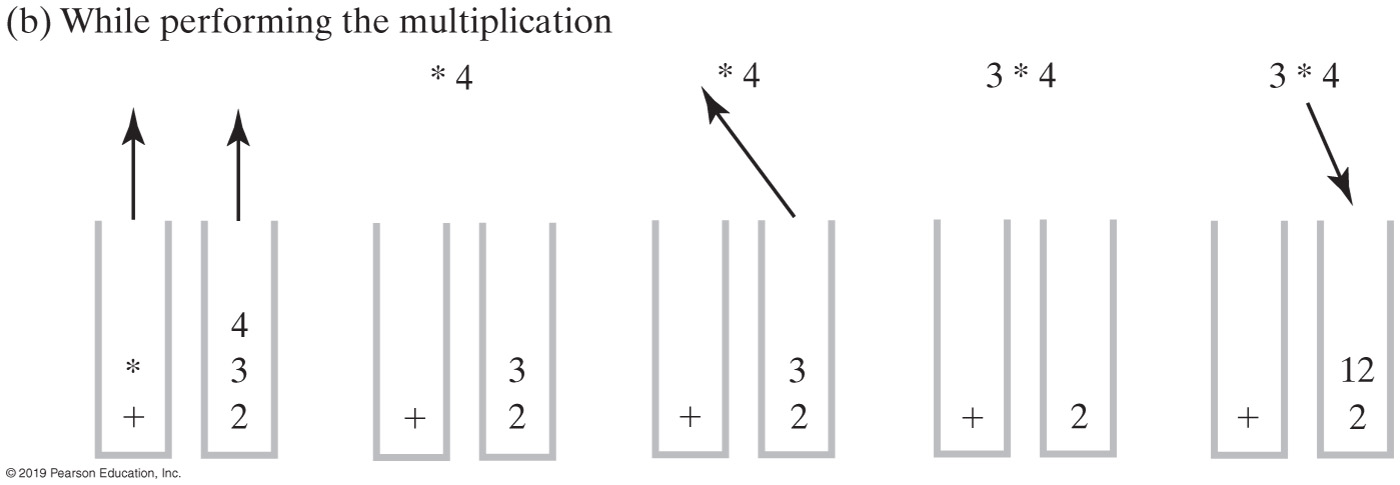 (b) While performing the multiplication
* 4 * 4 3 * 4 3 * 4
4
* 3 3 3 12
+ 2 + 2 + 2 + 2 + 2
© 2019 Pearson Education, Inc.